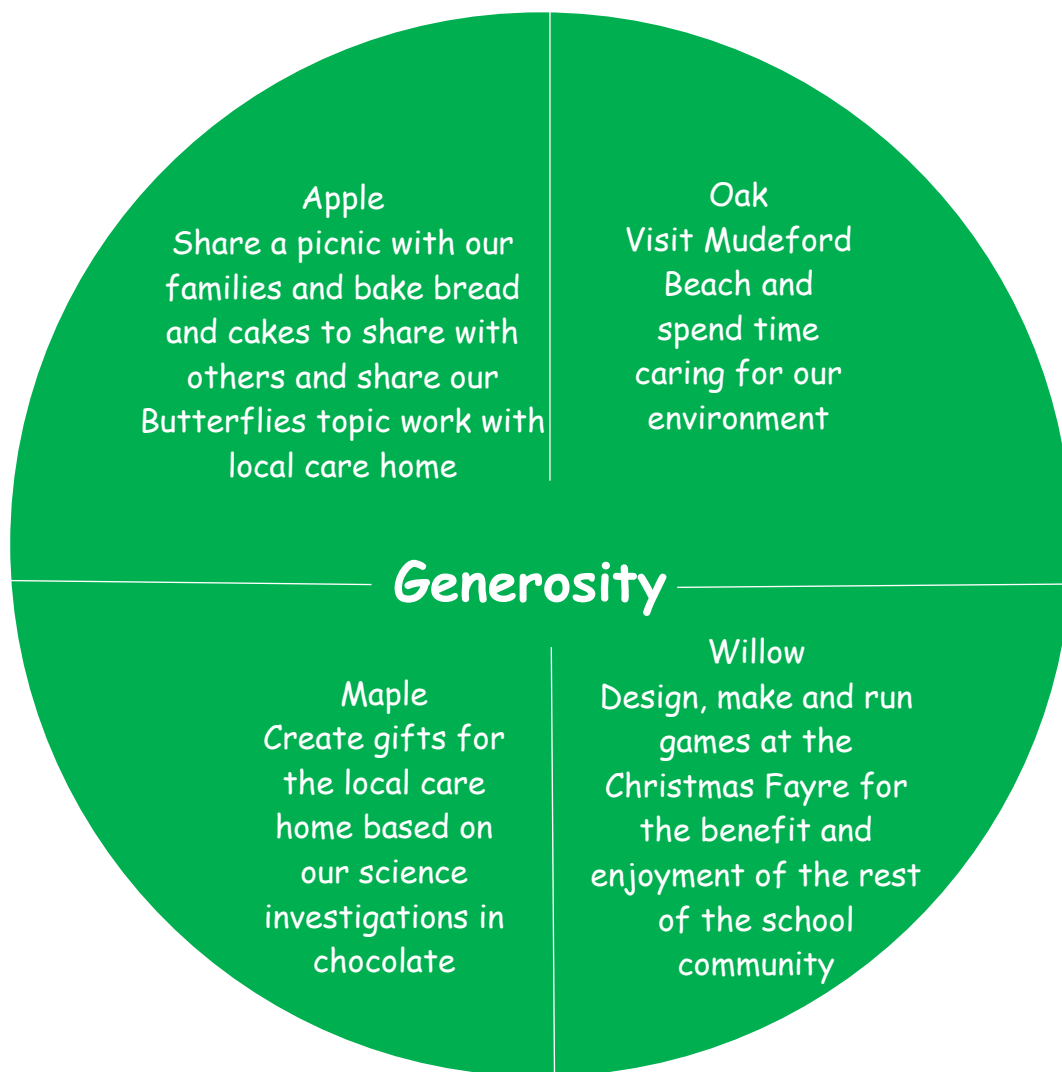 Apple
Share a picnic with our
families and bake bread
and cakes to share with
others and share our
Butterflies topic work with
local care home
Oak
Visit Mudeford
Beach and
spend time
caring for our
environment
Generosity
Maple
Create gifts for
the local care
home based on
our science
investigations in
chocolate
Willow
Design, make and run
games at the
Christmas Fayre for
the benefit and
enjoyment of the rest
of the school
community